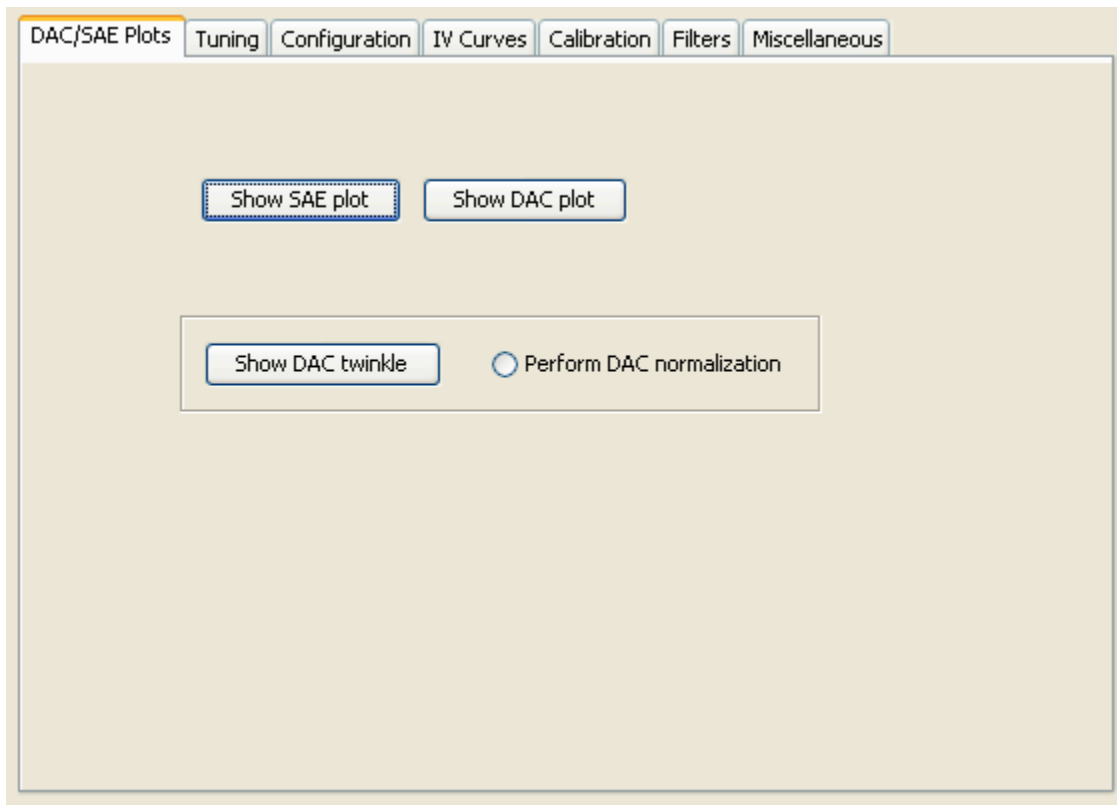 DAC/SAE Plots Tuning Configuration IV Curves Calibration Filters Miscellaneous
Show SAE plot Show DAC plot
Show DAC twinkle Perform DAC normalization